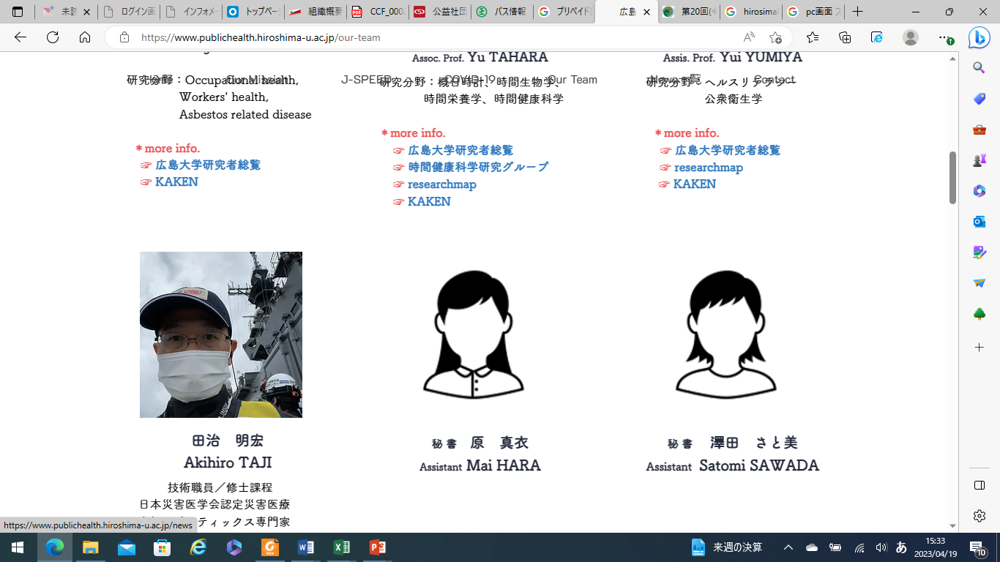 未読
ログイン画
インフォメー
トップページ
組織概要
CCF_000
公益社団
バス情報
プリペイド
広島
第20回(令
hirosima
pc画面 ス
https://www.publichealth.hiroshima-u.ac.jp/our-team
Assoc. Prof. Yu TAHARA
Assis. Prof. Yui YUMIYA
Our Mission
J-SPEED
COVID-19
Our Team
News一覧
Contact
研究分野：Occupational health,
Workers' health,
Asbestos related disease
研究分野：概日時計、時間生物学、
時間栄養学、時間健康科学
研究分野：ヘルスリテラシー
公衆衛生学
＊more info.
☞ 広島大学研究者総覧
☞ KAKEN
＊more info.
☞ 広島大学研究者総覧
☞ 時間健康科学研究グループ
☞ researchmap
☞ KAKEN
＊more info.
☞ 広島大学研究者総覧
☞ researchmap
☞ KAKEN
田治　明宏
Akihiro TAJI
技術職員／修士課程
日本災害医学会認定災害医療
ティックス専門家
秘書　原　真衣
Assistant Mai HARA
秘書　澤田　さと美
Assistant Satomi SAWADA
https://www.publichealth.hiroshima-u.ac.jp/news
来週の決算
あ
15:33
2023/04/19
10